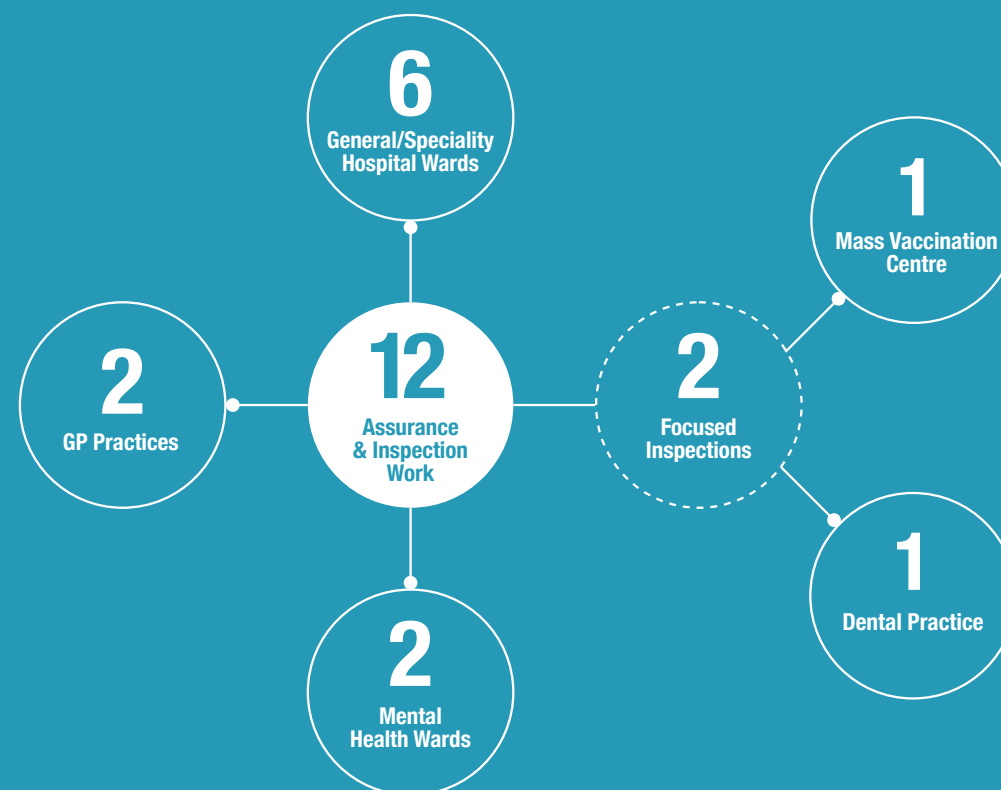 6
General/Speciality
Hospital Wards
1
Mass Vaccination
Centre
12
Assurance
& Inspection
Work
2
GP Practices
2
Focused
Inspections
1
Dental Practice
2
Mental
Health Wards